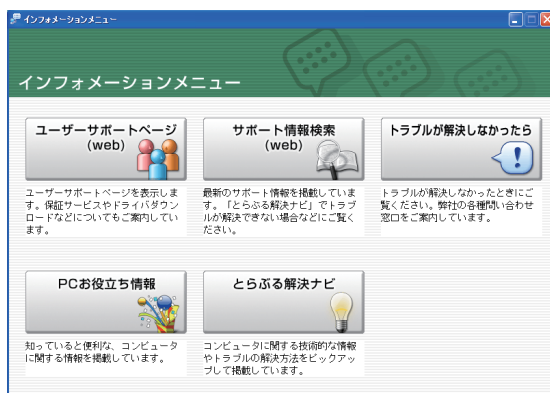 インフォメーションメニュー
インフォメーションメニュー
ユーザーサポートページ
(web)
サポート情報検索
(web)
トラブルが解決しなかったら
ユーザーサポートページを表示しま
す。保証サービスやドライバダウン
ロードなどについてもご案内してい
ます。
最新のサポート情報を掲載していま
す。「とらぶる解決ナビ」でトラブ
ルが解決できない場合などにご覧く
ださい。
トラブルが解決しなかったときにご
覧ください。弊社の各種問い合わせ
窓口をご案内しています。
PCお役立ち情報
とらぶる解決ナビ
知っていると便利な、コンピュータ
に関する情報を掲載しています。
コンピュータに関する技術的な情報
やトラブルの解決方法をピックアッ
プして掲載しています。